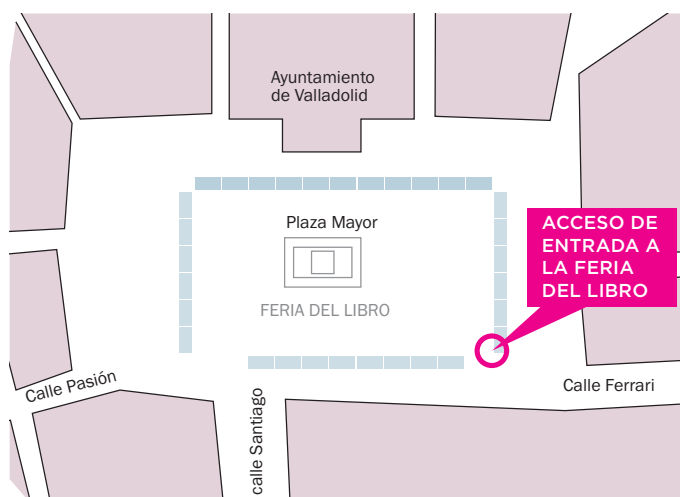 Ayuntamiento
de Valladolid
Plaza Mayor
ACCESO DE
ENTRADA A
LA FERIA
DEL LIBRO
FERIA DEL LIBRO
Calle Pasión
calle Santiago
Calle Ferrari